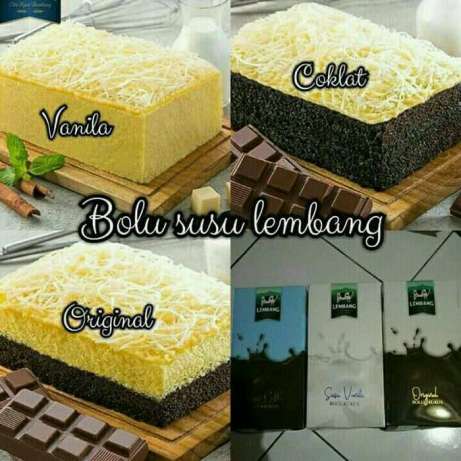 Vanila
Coklat
Bolu susu lembang
Original
LEMBANG
LEMBANG
Susu Vanila
LEMBANG
Original